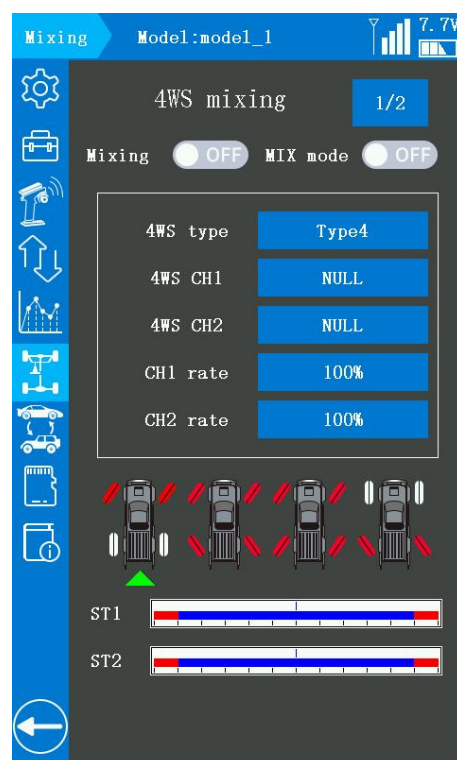 Mixing Model:model_1 7.7V
4WS mixing 1/2
Mixing OFF MIX mode OFF
4WS type Type4
4WS CH1 NULL
4WS CH2 NULL
CH1 rate 100%
CH2 rate 100%
ST1
ST2